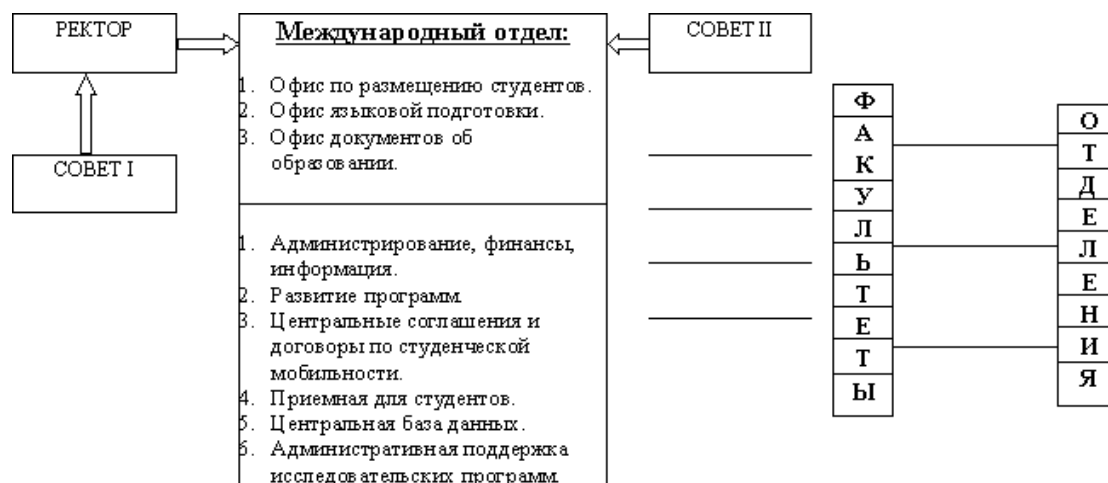 РЕКТОР
СОВЕТ I
Международный отдел:
1. Офис по размещению студентов.
2. Офис языковой подготовки.
3. Офис документов об
образовании.
1. Администрирование, финансы,
информация.
2. Развитие программ.
3. Центральные соглашения и
договоры по студенческой
мобильности.
4. Приемная для студентов.
5. Центральная база данных.
6. Административная поддержка
исследовательских программ.
СОВЕТ II
ФАКУЛЬТЕТЫ
ОТДЕЛЕНИЯ